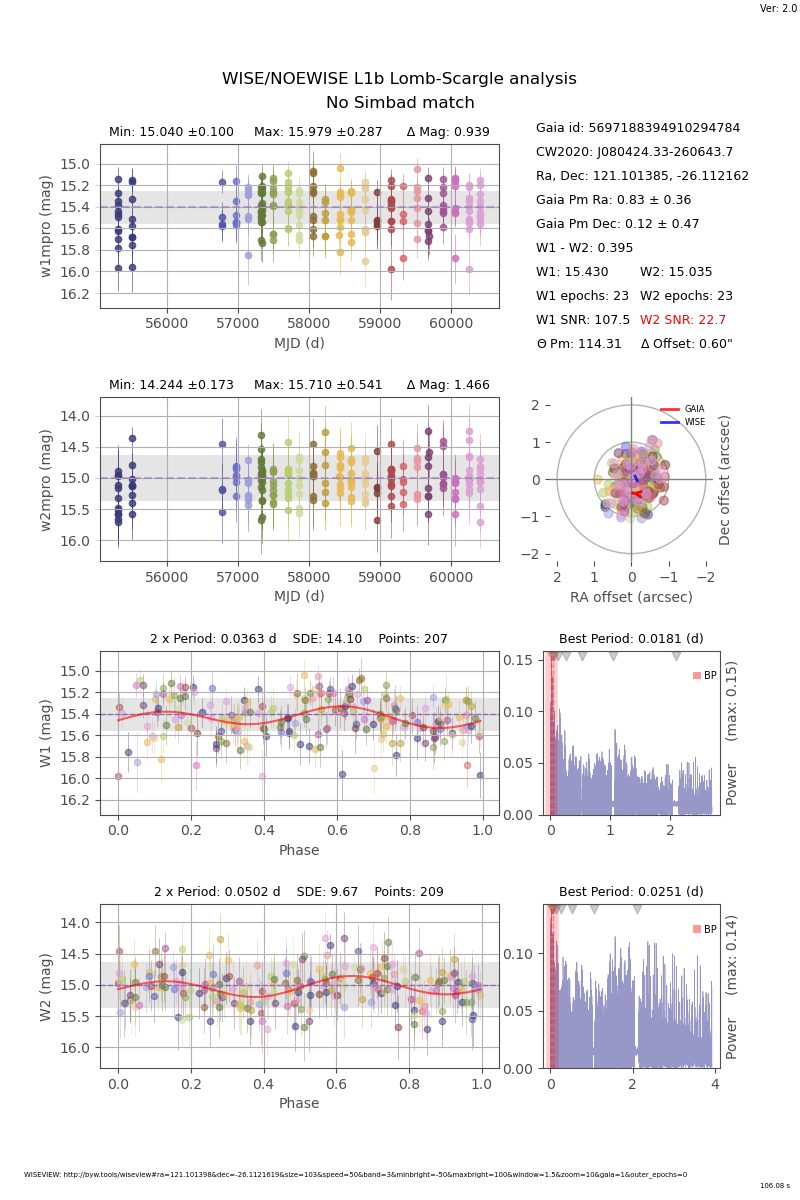 Ver: 2.0
WISE/NOEWISE L1b Lomb-Scargle analysis
No Simbad match
Min: 15.040 ±0.100 Max: 15.979 ±0.287 Δ Mag: 0.939
15.0
15.2
15.4
15.6
15.8
16.0
16.2
w1mpro (mag)
56000 57000 58000 59000 60000
MJD (d)
Gaia id: 5697188394910294784
CW2020: J080424.33-260643.7
Ra, Dec: 121.101385, -26.112162
Gaia Pm Ra: 0.83 ± 0.36
Gaia Pm Dec: 0.12 ± 0.47
W1 - W2: 0.395
W1: 15.430 W2: 15.035
W1 epochs: 23 W2 epochs: 23
W1 SNR: 107.5 W2 SNR: 22.7
Θ Pm: 114.31 Δ Offset: 0.60"
Min: 14.244 ±0.173 Max: 15.710 ±0.541 Δ Mag: 1.466
14.0
14.5
15.0
15.5
16.0
w2mpro (mag)
56000 57000 58000 59000 60000
MJD (d)
GAIA
WISE
2
1
0
−1
−2
2 1 0 −1 −2
RA offset (arcsec)
Dec offset (arcsec)
2 x Period: 0.0363 d SDE: 14.10 Points: 207
15.0
15.2
15.4
15.6
15.8
16.0
16.2
W1 (mag)
0.0 0.2 0.4 0.6 0.8 1.0
Phase
Best Period: 0.0181 (d)
BP
0.15
0.10
0.05
0.00
0 1 2
Power (max: 0.15)
2 x Period: 0.0502 d SDE: 9.67 Points: 209
14.0
14.5
15.0
15.5
16.0
W2 (mag)
0.0 0.2 0.4 0.6 0.8 1.0
Phase
Best Period: 0.0251 (d)
BP
0.10
0.05
0.00
0 2 4
Power (max: 0.14)
WISEVIEW: http://byw.tools/wiseview#ra=121.101398&dec=-26.1121619&size=103&speed=50&band=3&minbright=-50&maxbright=100&window=1.5&zoom=10&gaia=1&outer_epochs=0
106.08 s